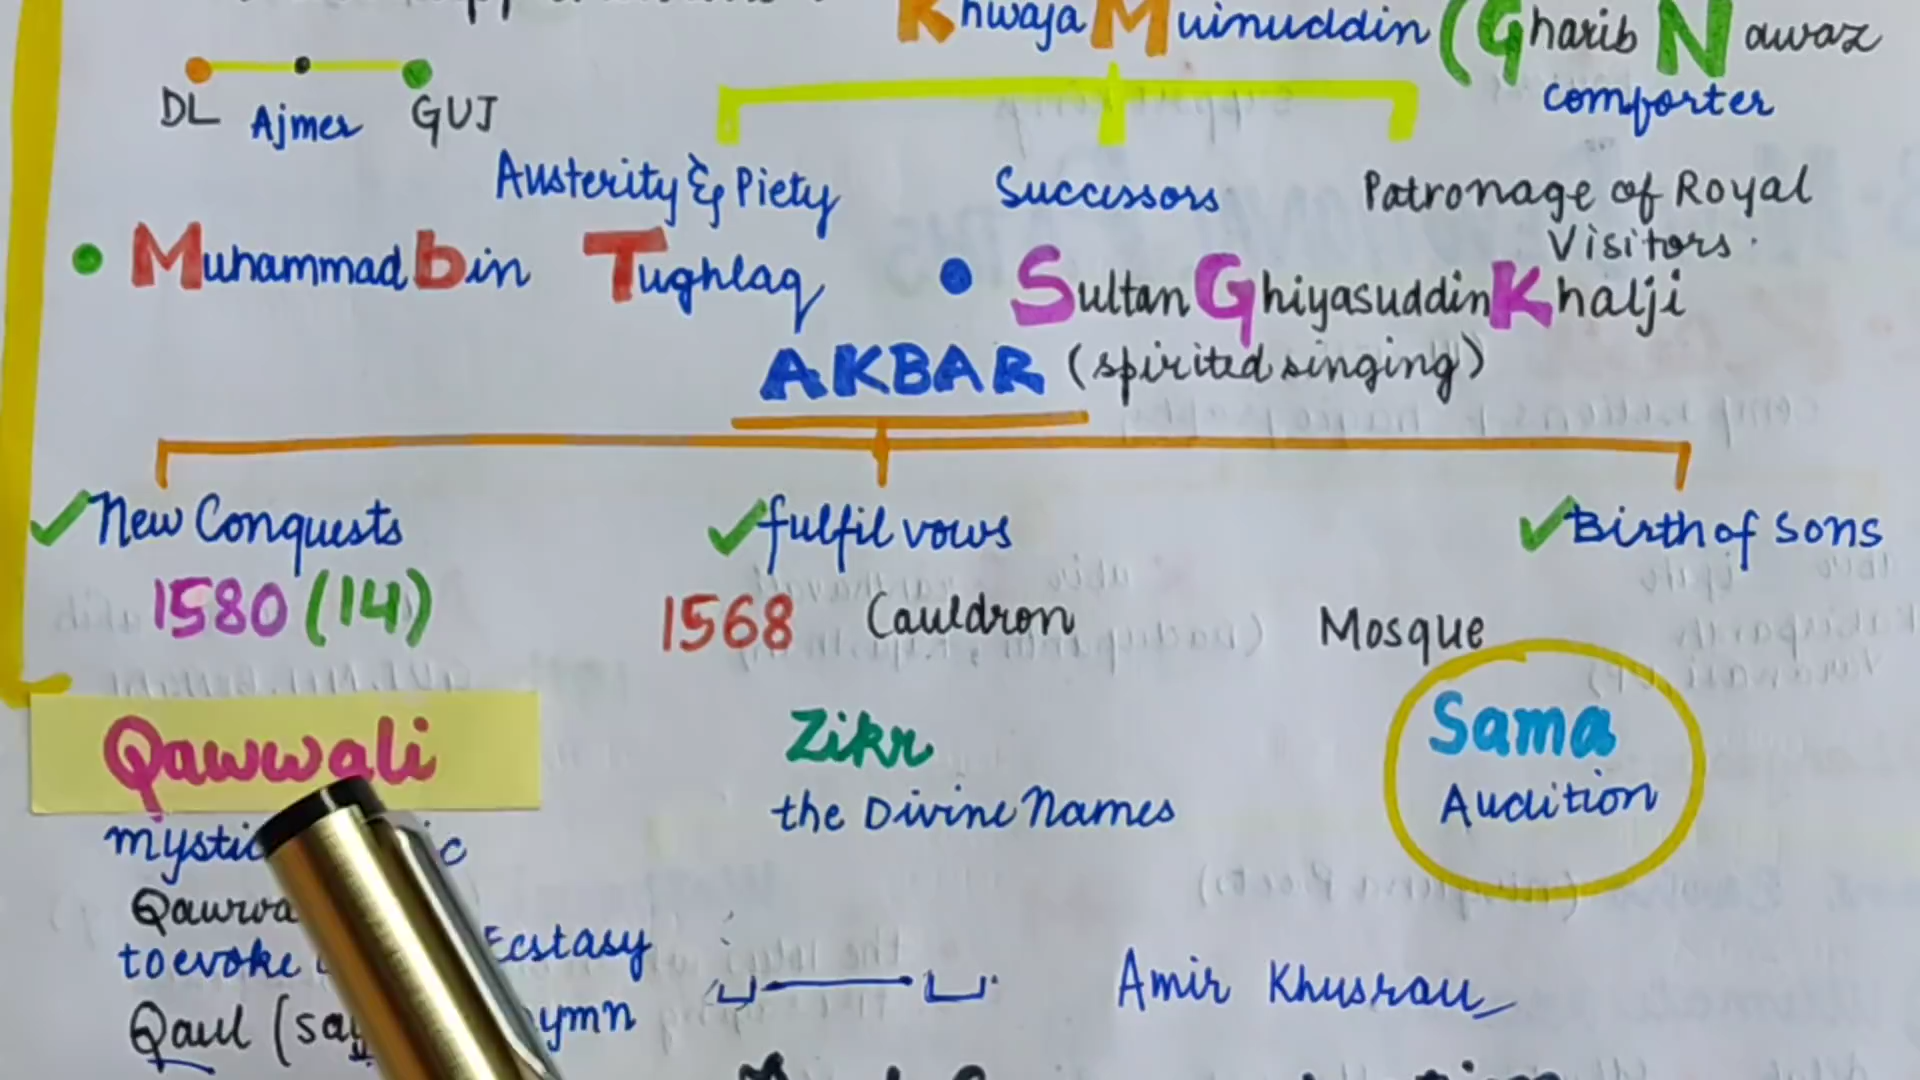 Khwaja Muinuddin (Gharib Nawaz
comforter
DL Ajmer GUJ
Austerity & Piety Successors Patronage of Royal
Visitors.
Muhammad bin Tughlaq Sultan Ghiyasuddin Khalji
AKBAR (spirited singing)
New Conquests fulfil vows Birth of Sons
1580 (14) 1568 Cauldron Mosque
Qawwali Zikr Sama
the Divine Names Audition
to evoke Ecstasy
Amir Khusrau
Qaul